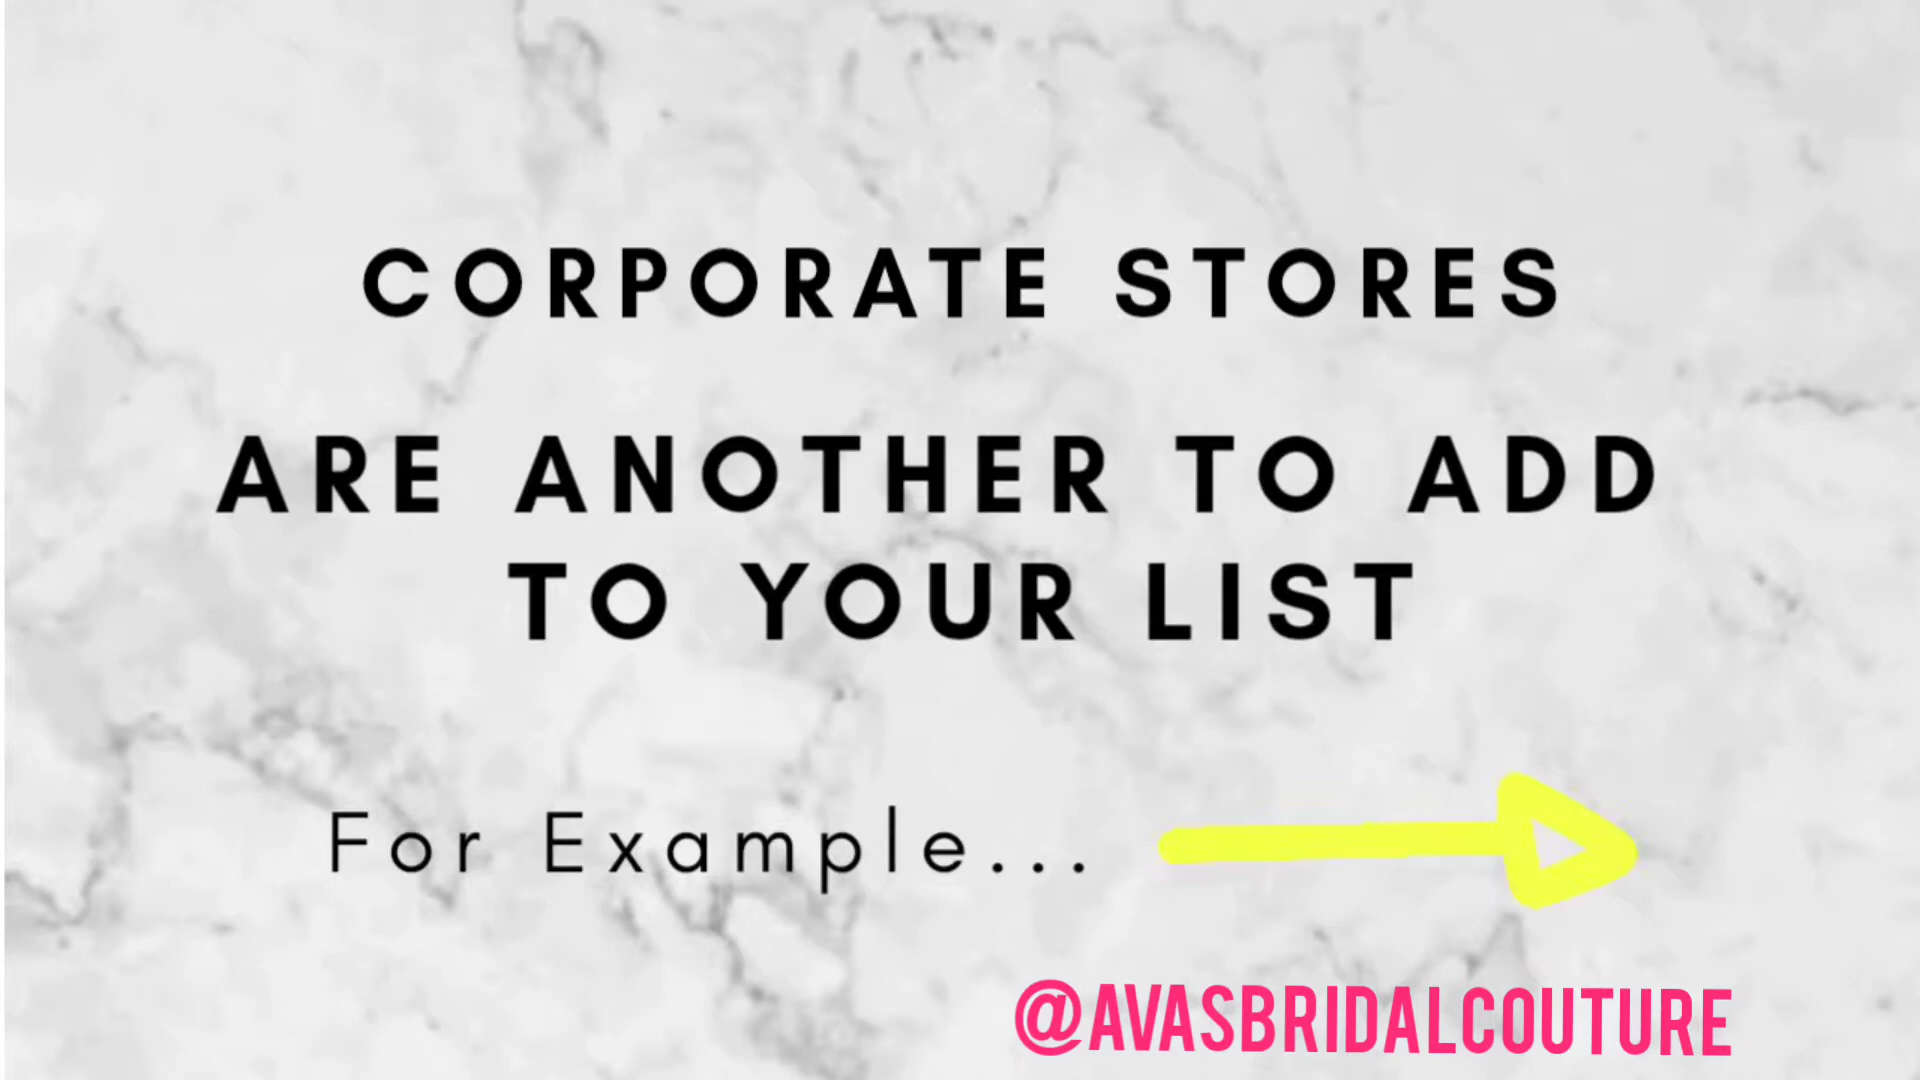 CORPORATE STORES
ARE ANOTHER TO ADD
TO YOUR LIST
For Example...
@AVASBRIDALCOUTURE